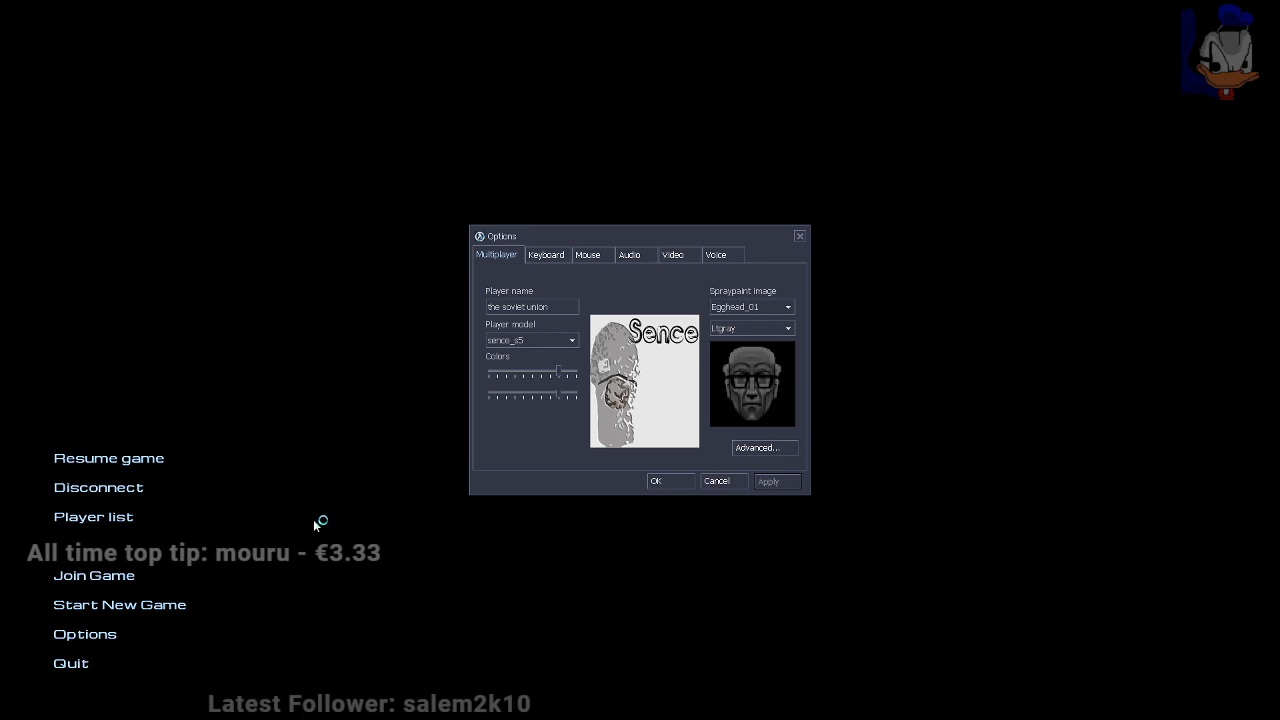 Options
Multiplayer Keyboard Mouse Audio Video Voice
Player name
the soviet union
Player model
sence_s5
Colors
Sence
Spraypaint image
Egghead_01
Ltgray
Advanced...
OK Cancel Apply
Resume game
Disconnect
Player list
All time top tip: mouru - €3.33
Join Game
Start New Game
Options
Quit
Latest Follower: salem2k10